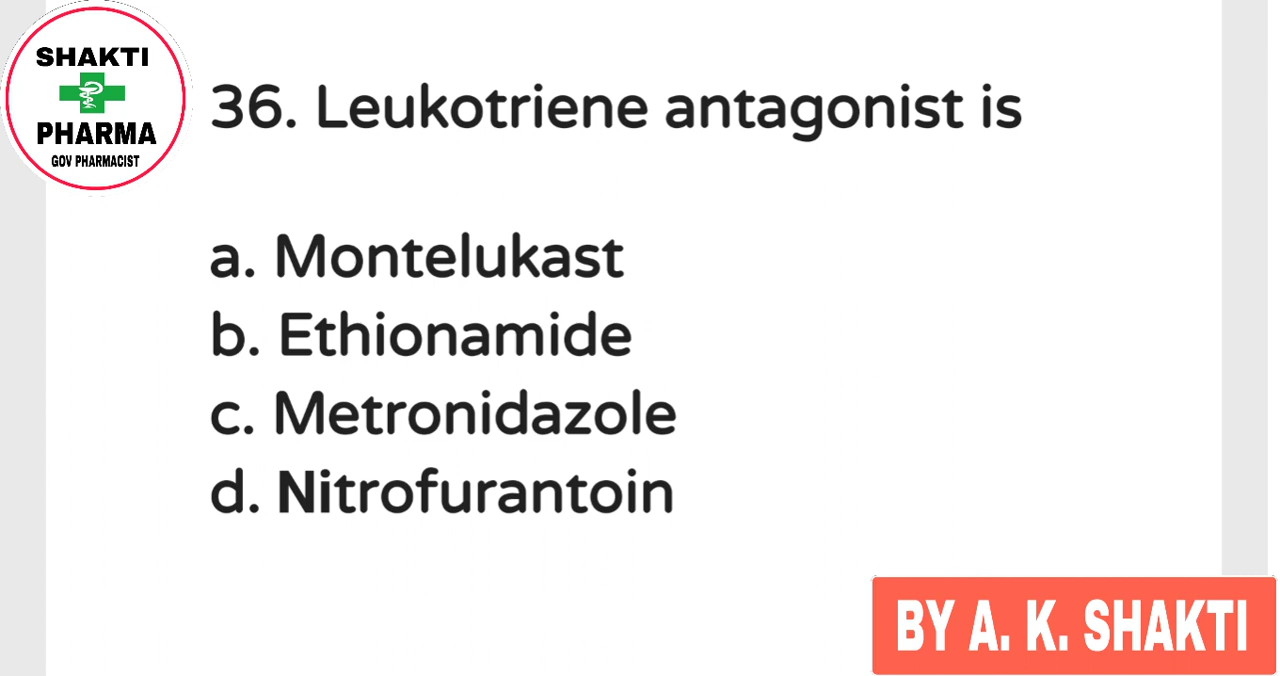 SHAKTI
PHARMA
GOV PHARMACIST
36. Leukotriene antagonist is
a. Montelukast
b. Ethionamide
c. Metronidazole
d. Nitrofurantoin
BY A. K. SHAKTI